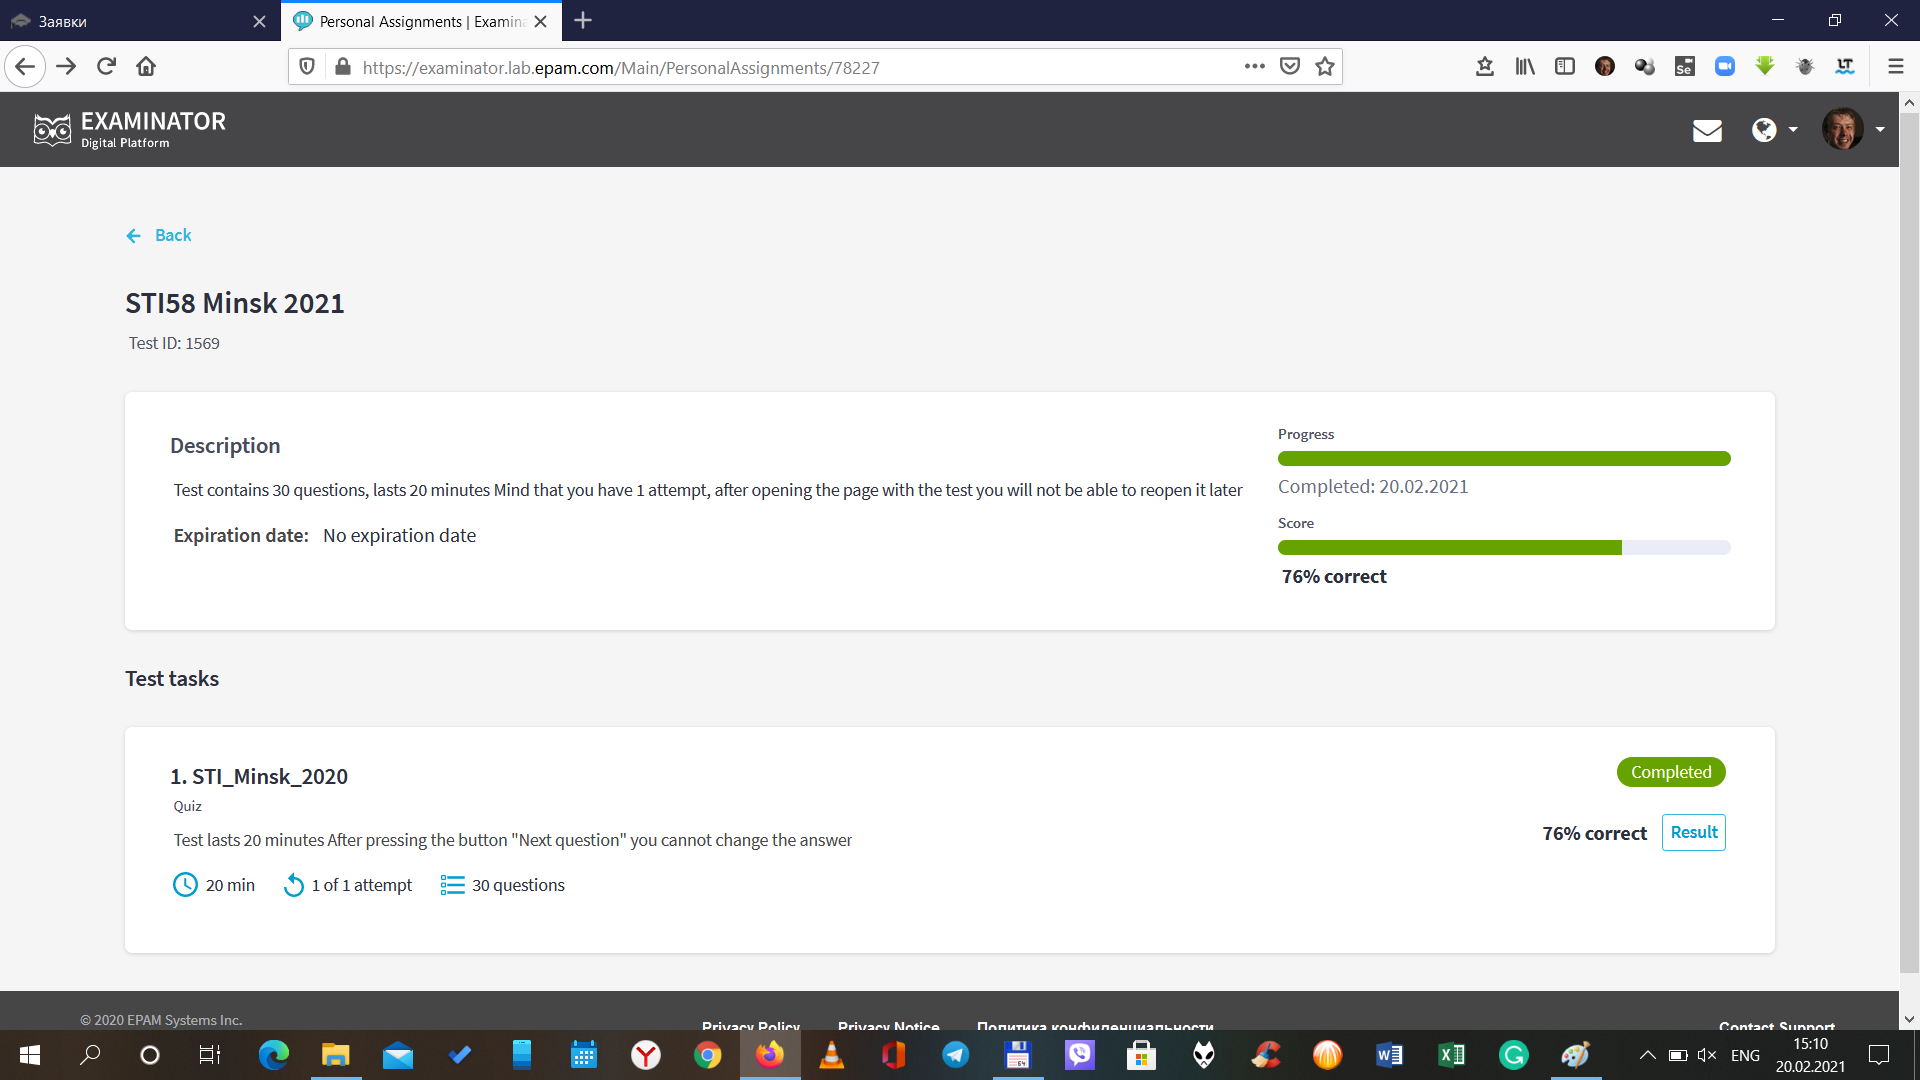 Заявки
Personal Assignments | Examina
https://examinator.lab.epam.com/Main/PersonalAssignments/78227
Se
LT
EXAMINATOR
Digital Platform
Back
STI58 Minsk 2021
Test ID: 1569
Description
Test contains 30 questions, lasts 20 minutes Mind that you have 1 attempt, after opening the page with the test you will not be able to reopen it later
Expiration date: No expiration date
Progress
Completed: 20.02.2021
Score
76% correct
Test tasks
1. STI_Minsk_2020
Quiz
Test lasts 20 minutes After pressing the button "Next question" you cannot change the answer
20 min
1 of 1 attempt
30 questions
Completed
76% correct
Result
© 2020 EPAM Systems Inc.
Privacy Policy
Privacy Notice
Политика конфиденциальности
Contact Support
64
ENG
15:10
20.02.2021